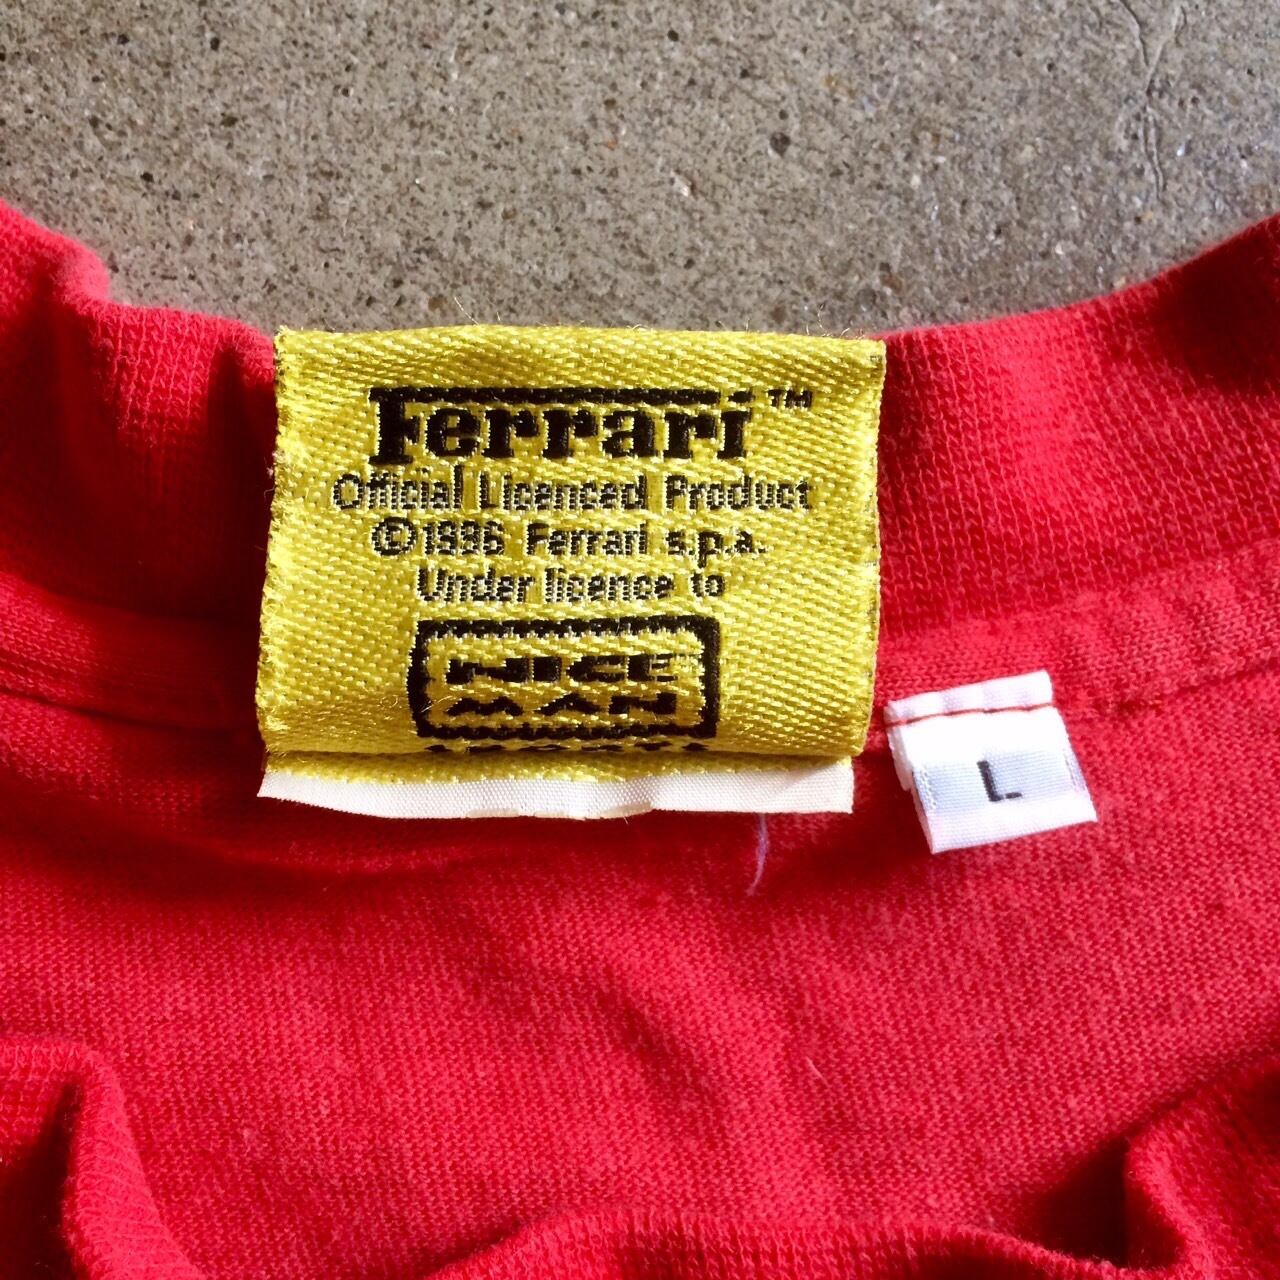 Ferrari™
Official Licenced Product
©1996 Ferrari s.p.a.
Under licence to
NICE
MAN
L